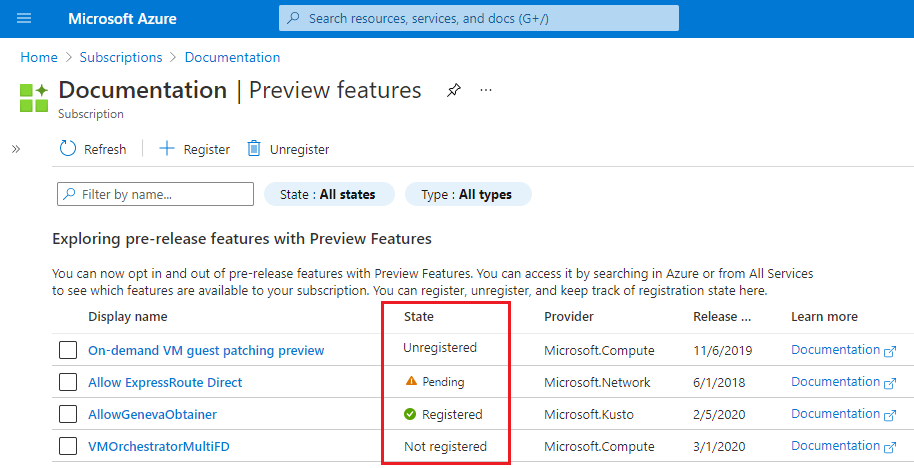 Microsoft Azure
Search resources, services, and docs (G+/)
Home > Subscriptions > Documentation
Documentation | Preview features ...
Subscription
Refresh
Register
Unregister
Filter by name...
State : All states
Type : All types
Exploring pre-release features with Preview Features
You can now opt in and out of pre-release features with Preview Features. You can access it by searching in Azure or from All Services
to see which features are available to your subscription. You can register, unregister, and keep track of registration state here.
Display name State Provider Release ... Learn more
On-demand VM guest patching preview Unregistered Microsoft.Compute 11/6/2019 Documentation
Allow ExpressRoute Direct Pending Microsoft.Network 6/1/2018 Documentation
AllowGenevaObtainer Registered Microsoft.Kusto 2/5/2020 Documentation
VMOrchestratorMultiFD Not registered Microsoft.Compute 3/1/2020 Documentation